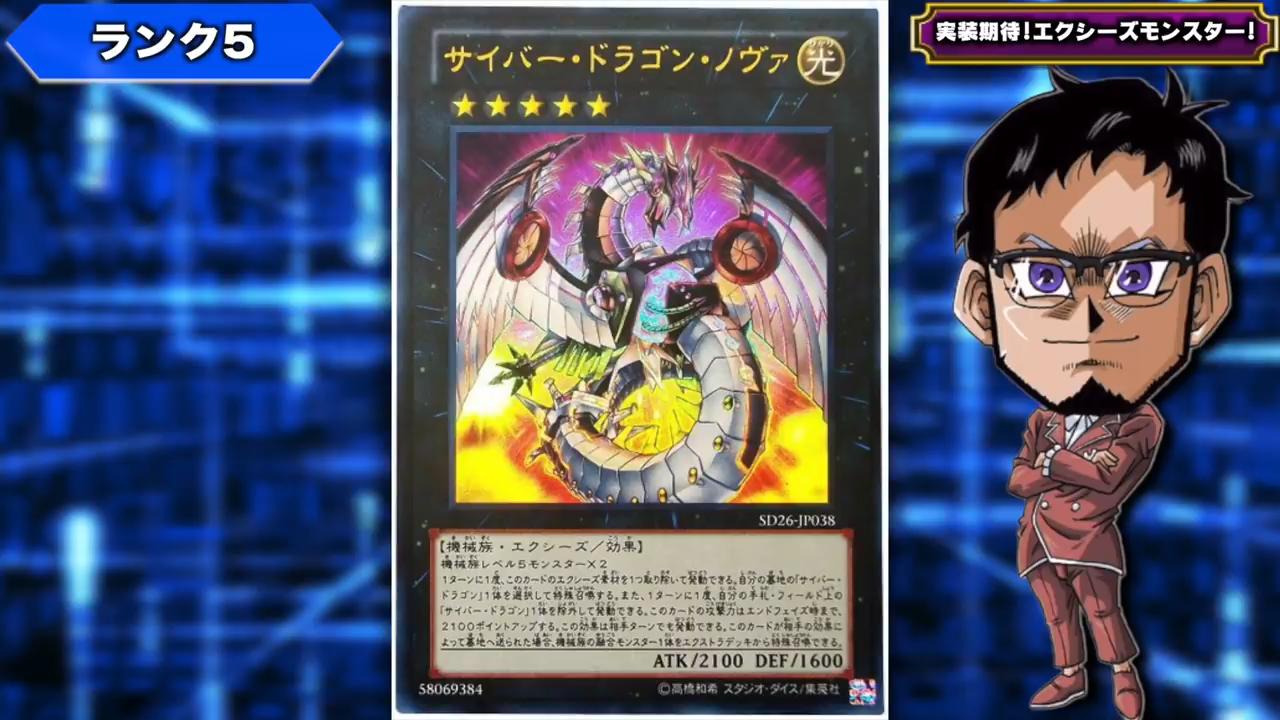 ランク5
実装期待!エクシーズモンスター!
サイバー・ドラゴン・ノヴァ
光
SD26-JP038
【機械族・エクシーズ/効果】
機械族レベル5モンスター×2
1ターンに1度、このカードのエクシーズ素材を1つ取り除いて発動できる。自分の墓地の「サイバー・
ドラゴン」1体を選択して特殊召喚する。また、1ターンに1度、自分の手札・フィールド上の
「サイバー・ドラゴン」1体を除外して発動できる。このカードの攻撃力はエンドフェイズ時まで、
2100ポイントアップする。この効果は相手ターンでも発動できる。このカードが相手の効果に
よって墓地へ送られた場合、機械族の融合モンスター1体をエクストラデッキから特殊召喚できる。
ATK/2100 DEF/1600
58069384
©高橋和希 スタジオ・ダイス/集英社